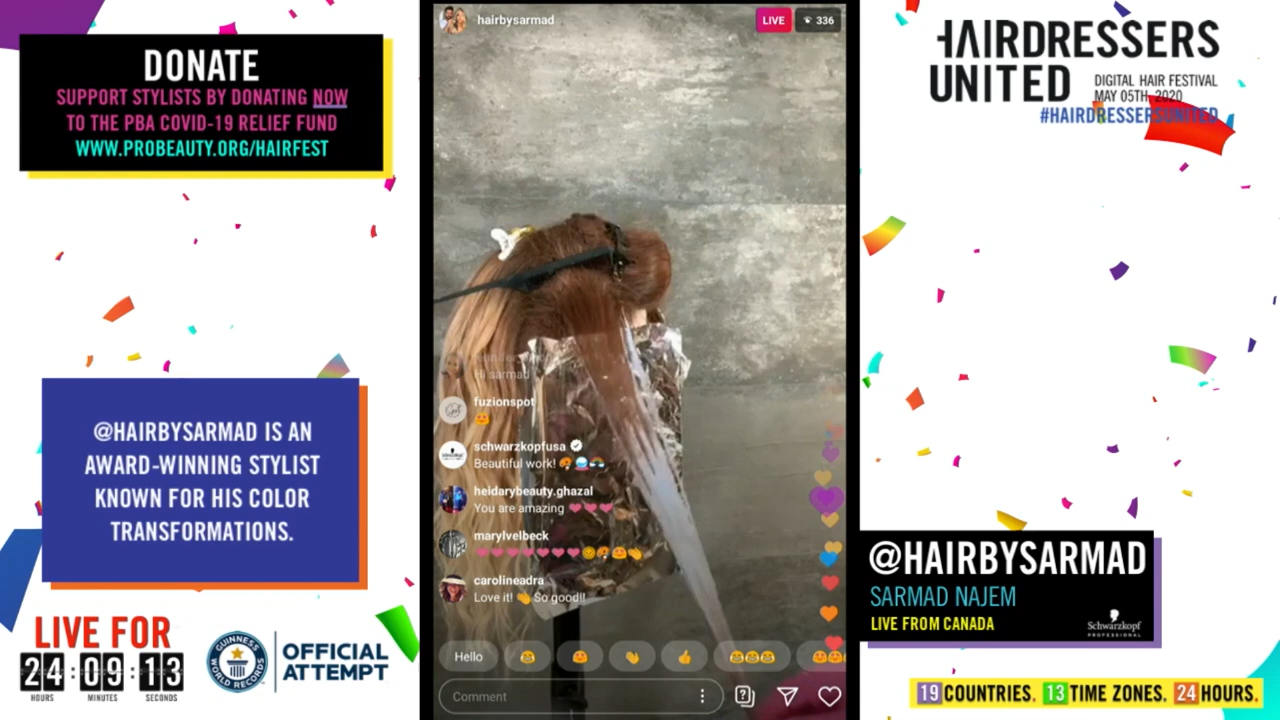 DONATE
SUPPORT STYLISTS BY DONATING NOW
TO THE PBA COVID-19 RELIEF FUND
WWW.PROBEAUTY.ORG/HAIRFEST
@HAIRBYSARMAD IS AN
AWARD-WINNING STYLIST
KNOWN FOR HIS COLOR
TRANSFORMATIONS.
LIVE FOR
24:09:13
HOURS MINUTES SECONDS
GUINNESS
WORLD RECORDS
OFFICIAL
ATTEMPT
hairbysarmad
LIVE
336
Hi sarmad
fuzionspot
😍
schwarzkopfusa
Beautiful work!
heidarybeauty.ghazal
You are amazing ❤❤❤
marylvelbeck
carolineadra
Love it! 👏 So good!!
Hello
Comment
HAIRDRESSERS
UNITED
DIGITAL HAIR FESTIVAL
MAY 05TH, 2020
#HAIRDRESSERSUNITED
@HAIRBYSARMAD
SARMAD NAJEM
LIVE FROM CANADA
Schwarzkopf
PROFESSIONAL
19 COUNTRIES. 13 TIME ZONES. 24 HOURS.